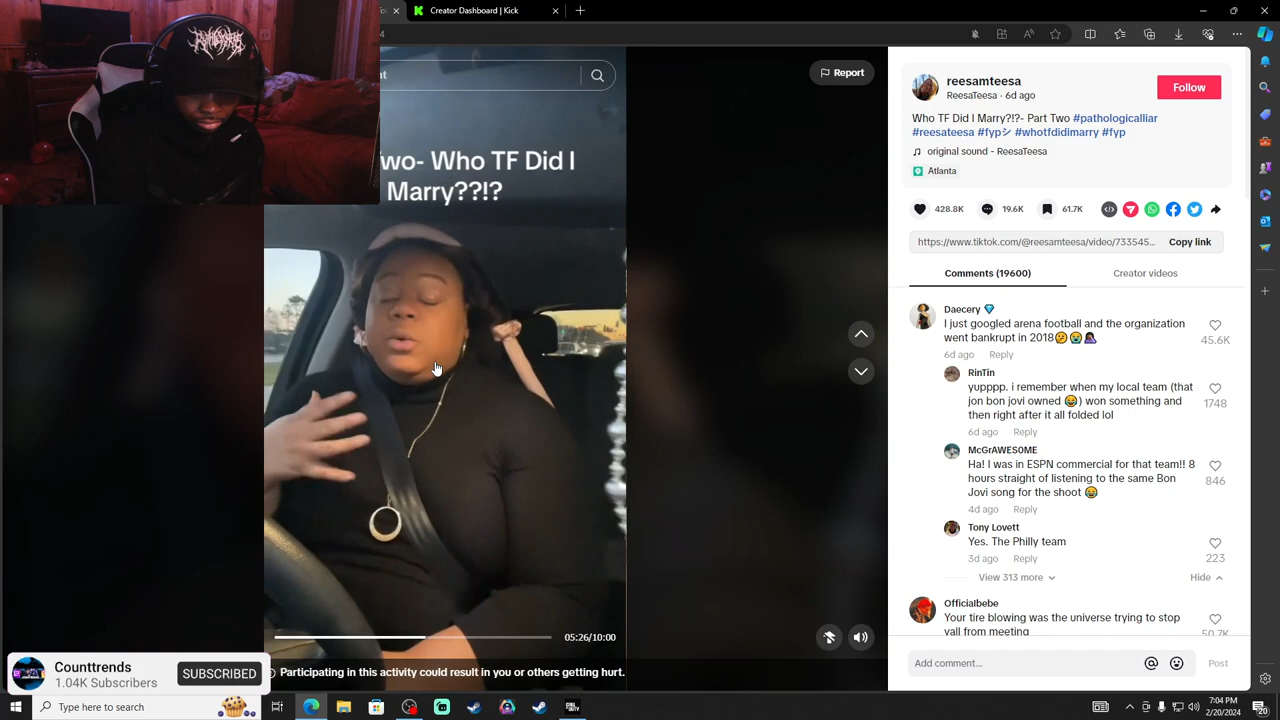 Creator Dashboard | Kick
Report
Two- Who TF Did I
Marry??!?
05:26/10:00
Participating in this activity could result in you or others getting hurt.
reesamteesa
ReesaTeesa · 6d ago
Follow
Who TF Did I Marry?!?- Part Two #pathologicalliar
#reesateesa #fypシ #whotfdidimarry #fyp
original sound - ReesaTeesa
Atlanta
428.8K
19.6K
61.7K
https://www.tiktok.com/@reesamteesa/video/733545...
Copy link
Comments (19600)
Creator videos
Daecery
I just googled arena football and the organization
went bankrupt in 2018
45.6K
6d ago Reply
RinTin
yupppp. i remember when my local team (that
jon bon jovi owned 😂) won something and
then right after it all folded lol
1748
6d ago Reply
McGrAWES0ME
Ha! I was in ESPN commercial for that team!! 8
hours straight of listening to the same Bon
Jovi song for the shoot 😂
846
4d ago Reply
Tony Lovett
Yes. The Philly team
223
3d ago Reply
View 313 more
Hide
Officialbebe
Your tire blowing was the universe trying to stop
yall from meeting
50.7K
Add comment...
Post
Counttrends
1.04K Subscribers
SUBSCRIBED
Type here to search
7:04 PM
2/20/2024